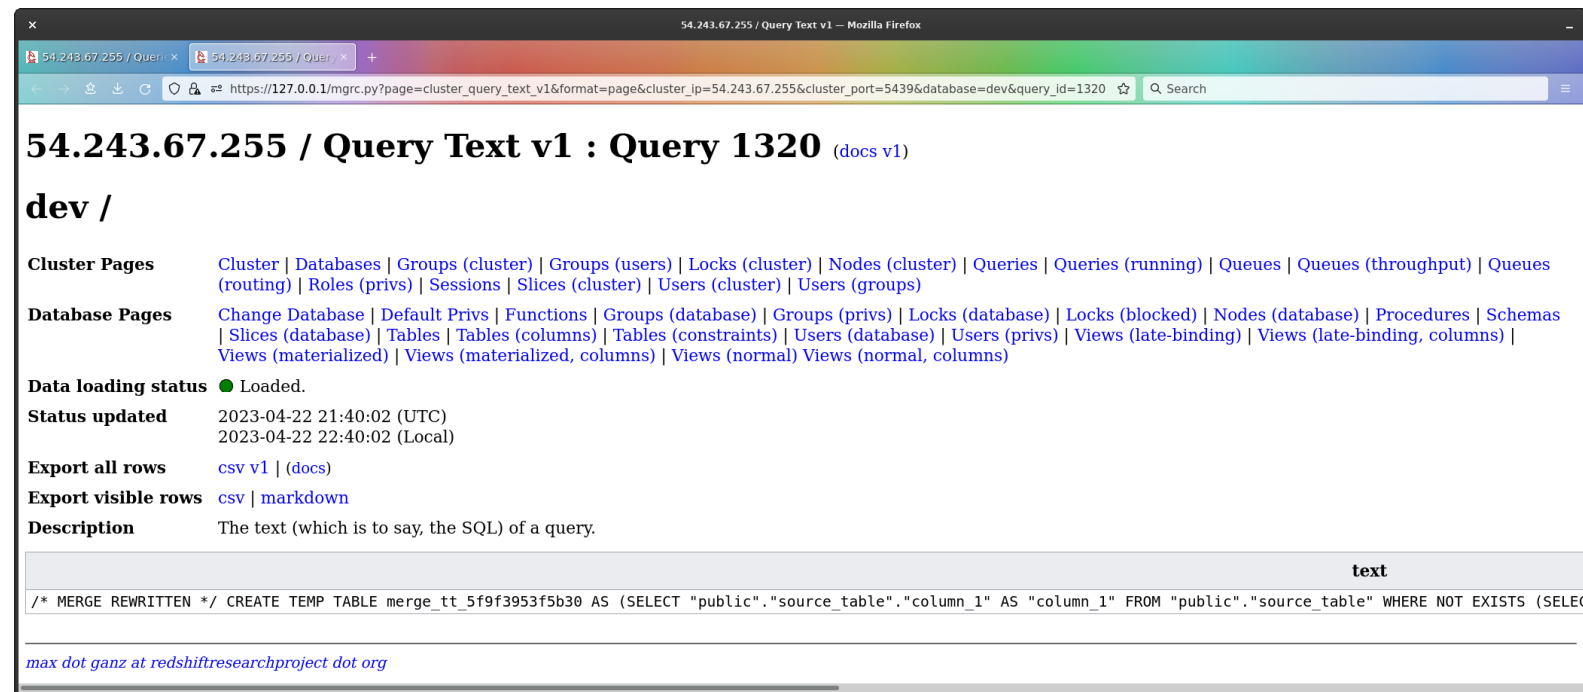 54.243.67.255 / Query Text v1 — Mozilla Firefox
54.243.67.255 / Queri
54.243.67.255 / Query
https://127.0.0.1/mgrc.py?page=cluster_query_text_v1&format=page&cluster_ip=54.243.67.255&cluster_port=5439&database=dev&query_id=1320
Search
54.243.67.255 / Query Text v1 : Query 1320 (docs v1)
dev /
Cluster Pages Cluster | Databases | Groups (cluster) | Groups (users) | Locks (cluster) | Nodes (cluster) | Queries | Queries (running) | Queues | Queues (throughput) | Queues
(routing) | Roles (privs) | Sessions | Slices (cluster) | Users (cluster) | Users (groups)
Database Pages Change Database | Default Privs | Functions | Groups (database) | Groups (privs) | Locks (database) | Locks (blocked) | Nodes (database) | Procedures | Schemas
| Slices (database) | Tables | Tables (columns) | Tables (constraints) | Users (database) | Users (privs) | Views (late-binding) | Views (late-binding, columns) |
Views (materialized) | Views (materialized, columns) | Views (normal) Views (normal, columns)
Data loading status Loaded.
Status updated 2023-04-22 21:40:02 (UTC)
2023-04-22 22:40:02 (Local)
Export all rows csv v1 | (docs)
Export visible rows csv | markdown
Description The text (which is to say, the SQL) of a query.
text
/* MERGE REWRITTEN */ CREATE TEMP TABLE merge_tt_5f9f3953f5b30 AS (SELECT "public"."source_table"."column_1" AS "column_1" FROM "public"."source_table" WHERE NOT EXISTS (SELEC
max dot ganz at redshiftresearchproject dot org